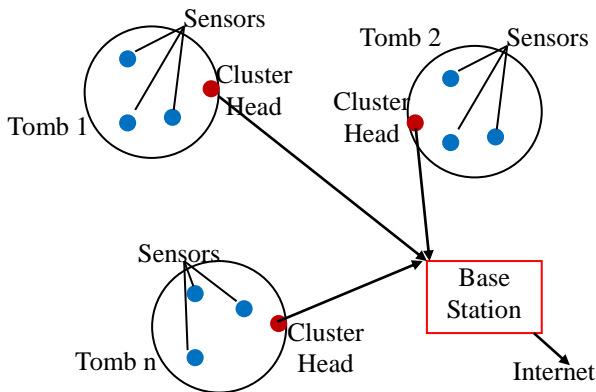 Sensors
Cluster
Head
Tomb 1
Tomb 2
Sensors
Cluster
Head
Sensors
Cluster
Head
Tomb n
Base
Station
Internet